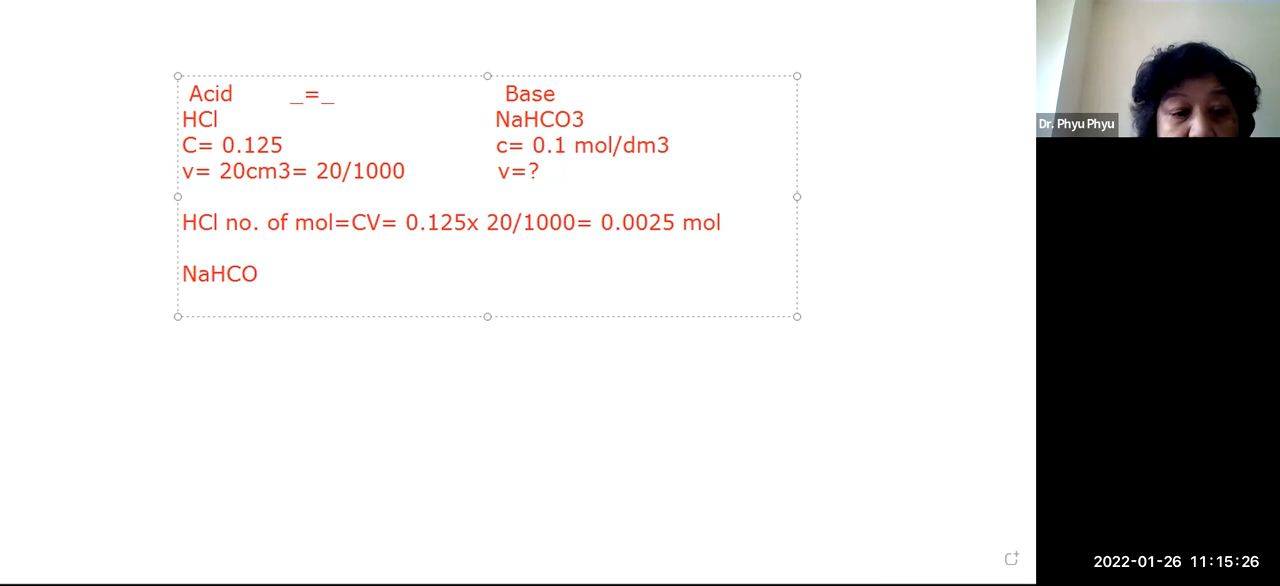 Acid _=_ Base
HCl NaHCO3
C= 0.125 c= 0.1 mol/dm3
v= 20cm3= 20/1000 v=?
HCl no. of mol=CV= 0.125x 20/1000= 0.0025 mol
NaHCO
Dr. Phyu Phyu
2022-01-26 11:15:26